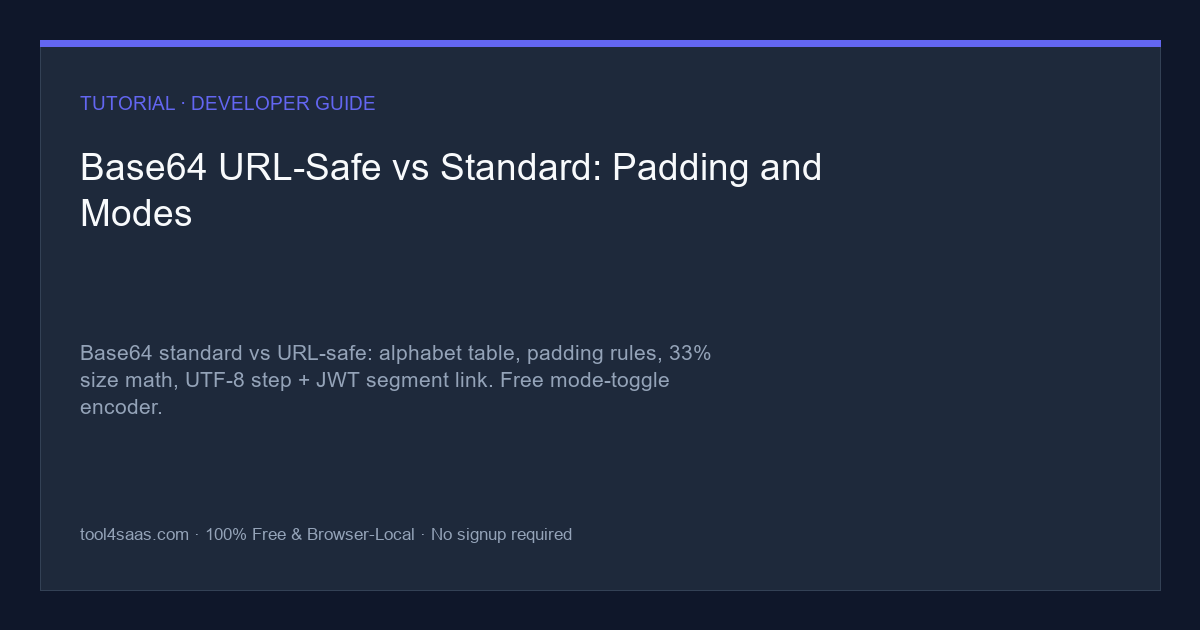 TUTORIAL · DEVELOPER GUIDE
Base64 URL-Safe vs Standard: Padding and
Modes
Base64 standard vs URL-safe: alphabet table, padding rules, 33%
size math, UTF-8 step + JWT segment link. Free mode-toggle
encoder.
tool4saas.com · 100% Free & Browser-Local · No signup required